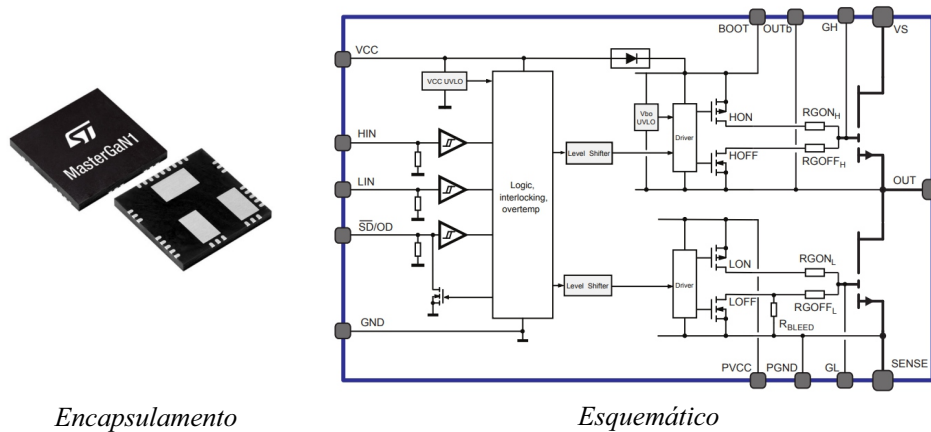 ST
MasterGaN1
Encapsulamento
BOOT OUTb GH VS
VCC
VCC UVLO
HIN
LIN
SD/OD
GND
Logic,
interlocking,
overtemp
Level Shifter
Level Shifter
Vbo
UVLO
Driver
HON
HOFF
RGONH
RGOFFH
OUT
Driver
LON
LOFF
RGONL
RGOFFL
RBLEED
PVCC PGND GL SENSE
Esquemático